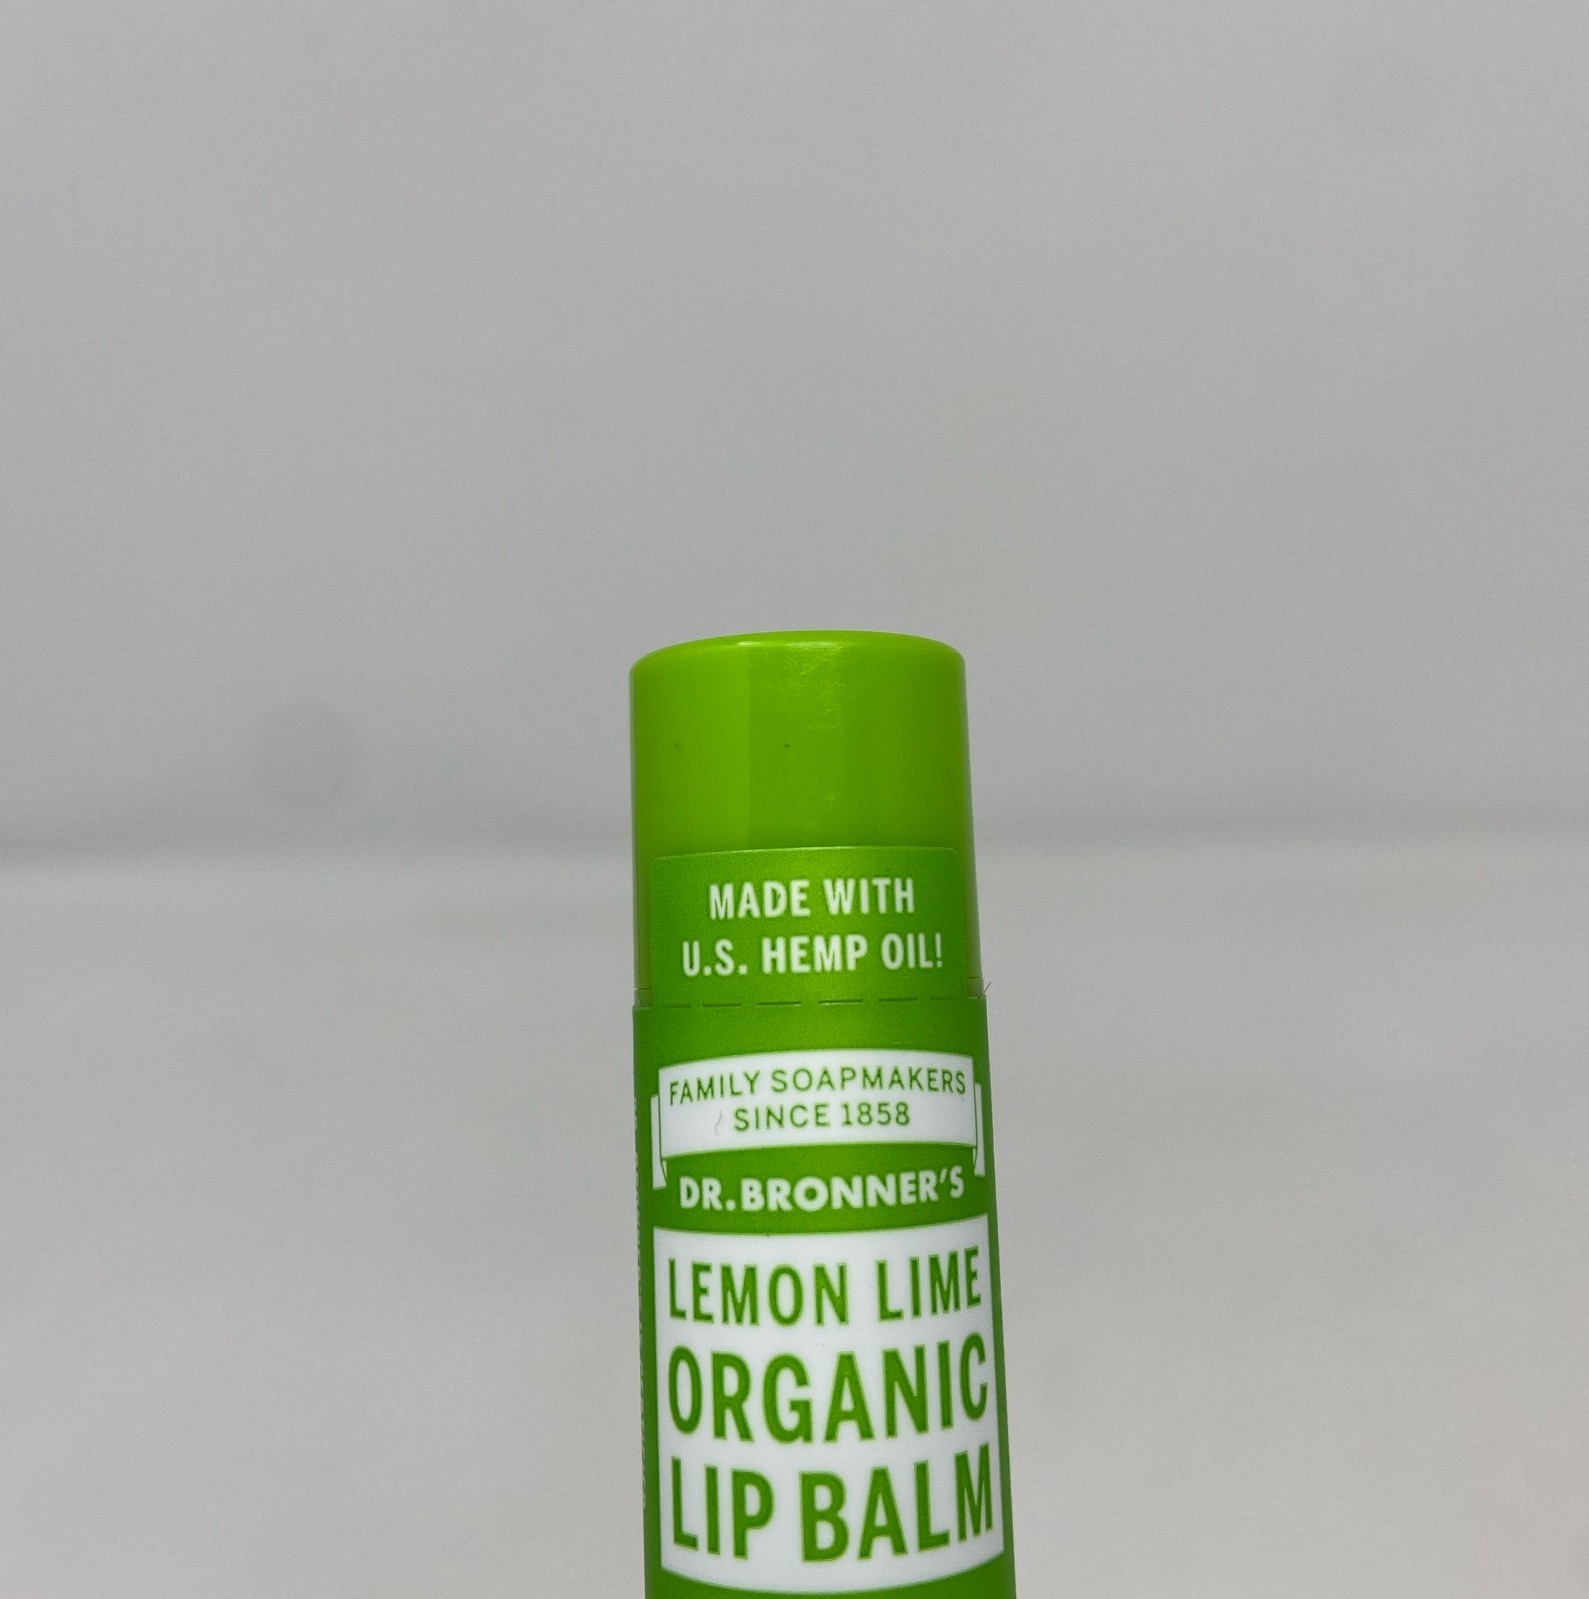 MADE WITH
U.S. HEMP OIL!
FAMILY SOAPMAKERS
SINCE 1858
DR. BRONNER'S
LEMON LIME
ORGANIC
LIP BALM